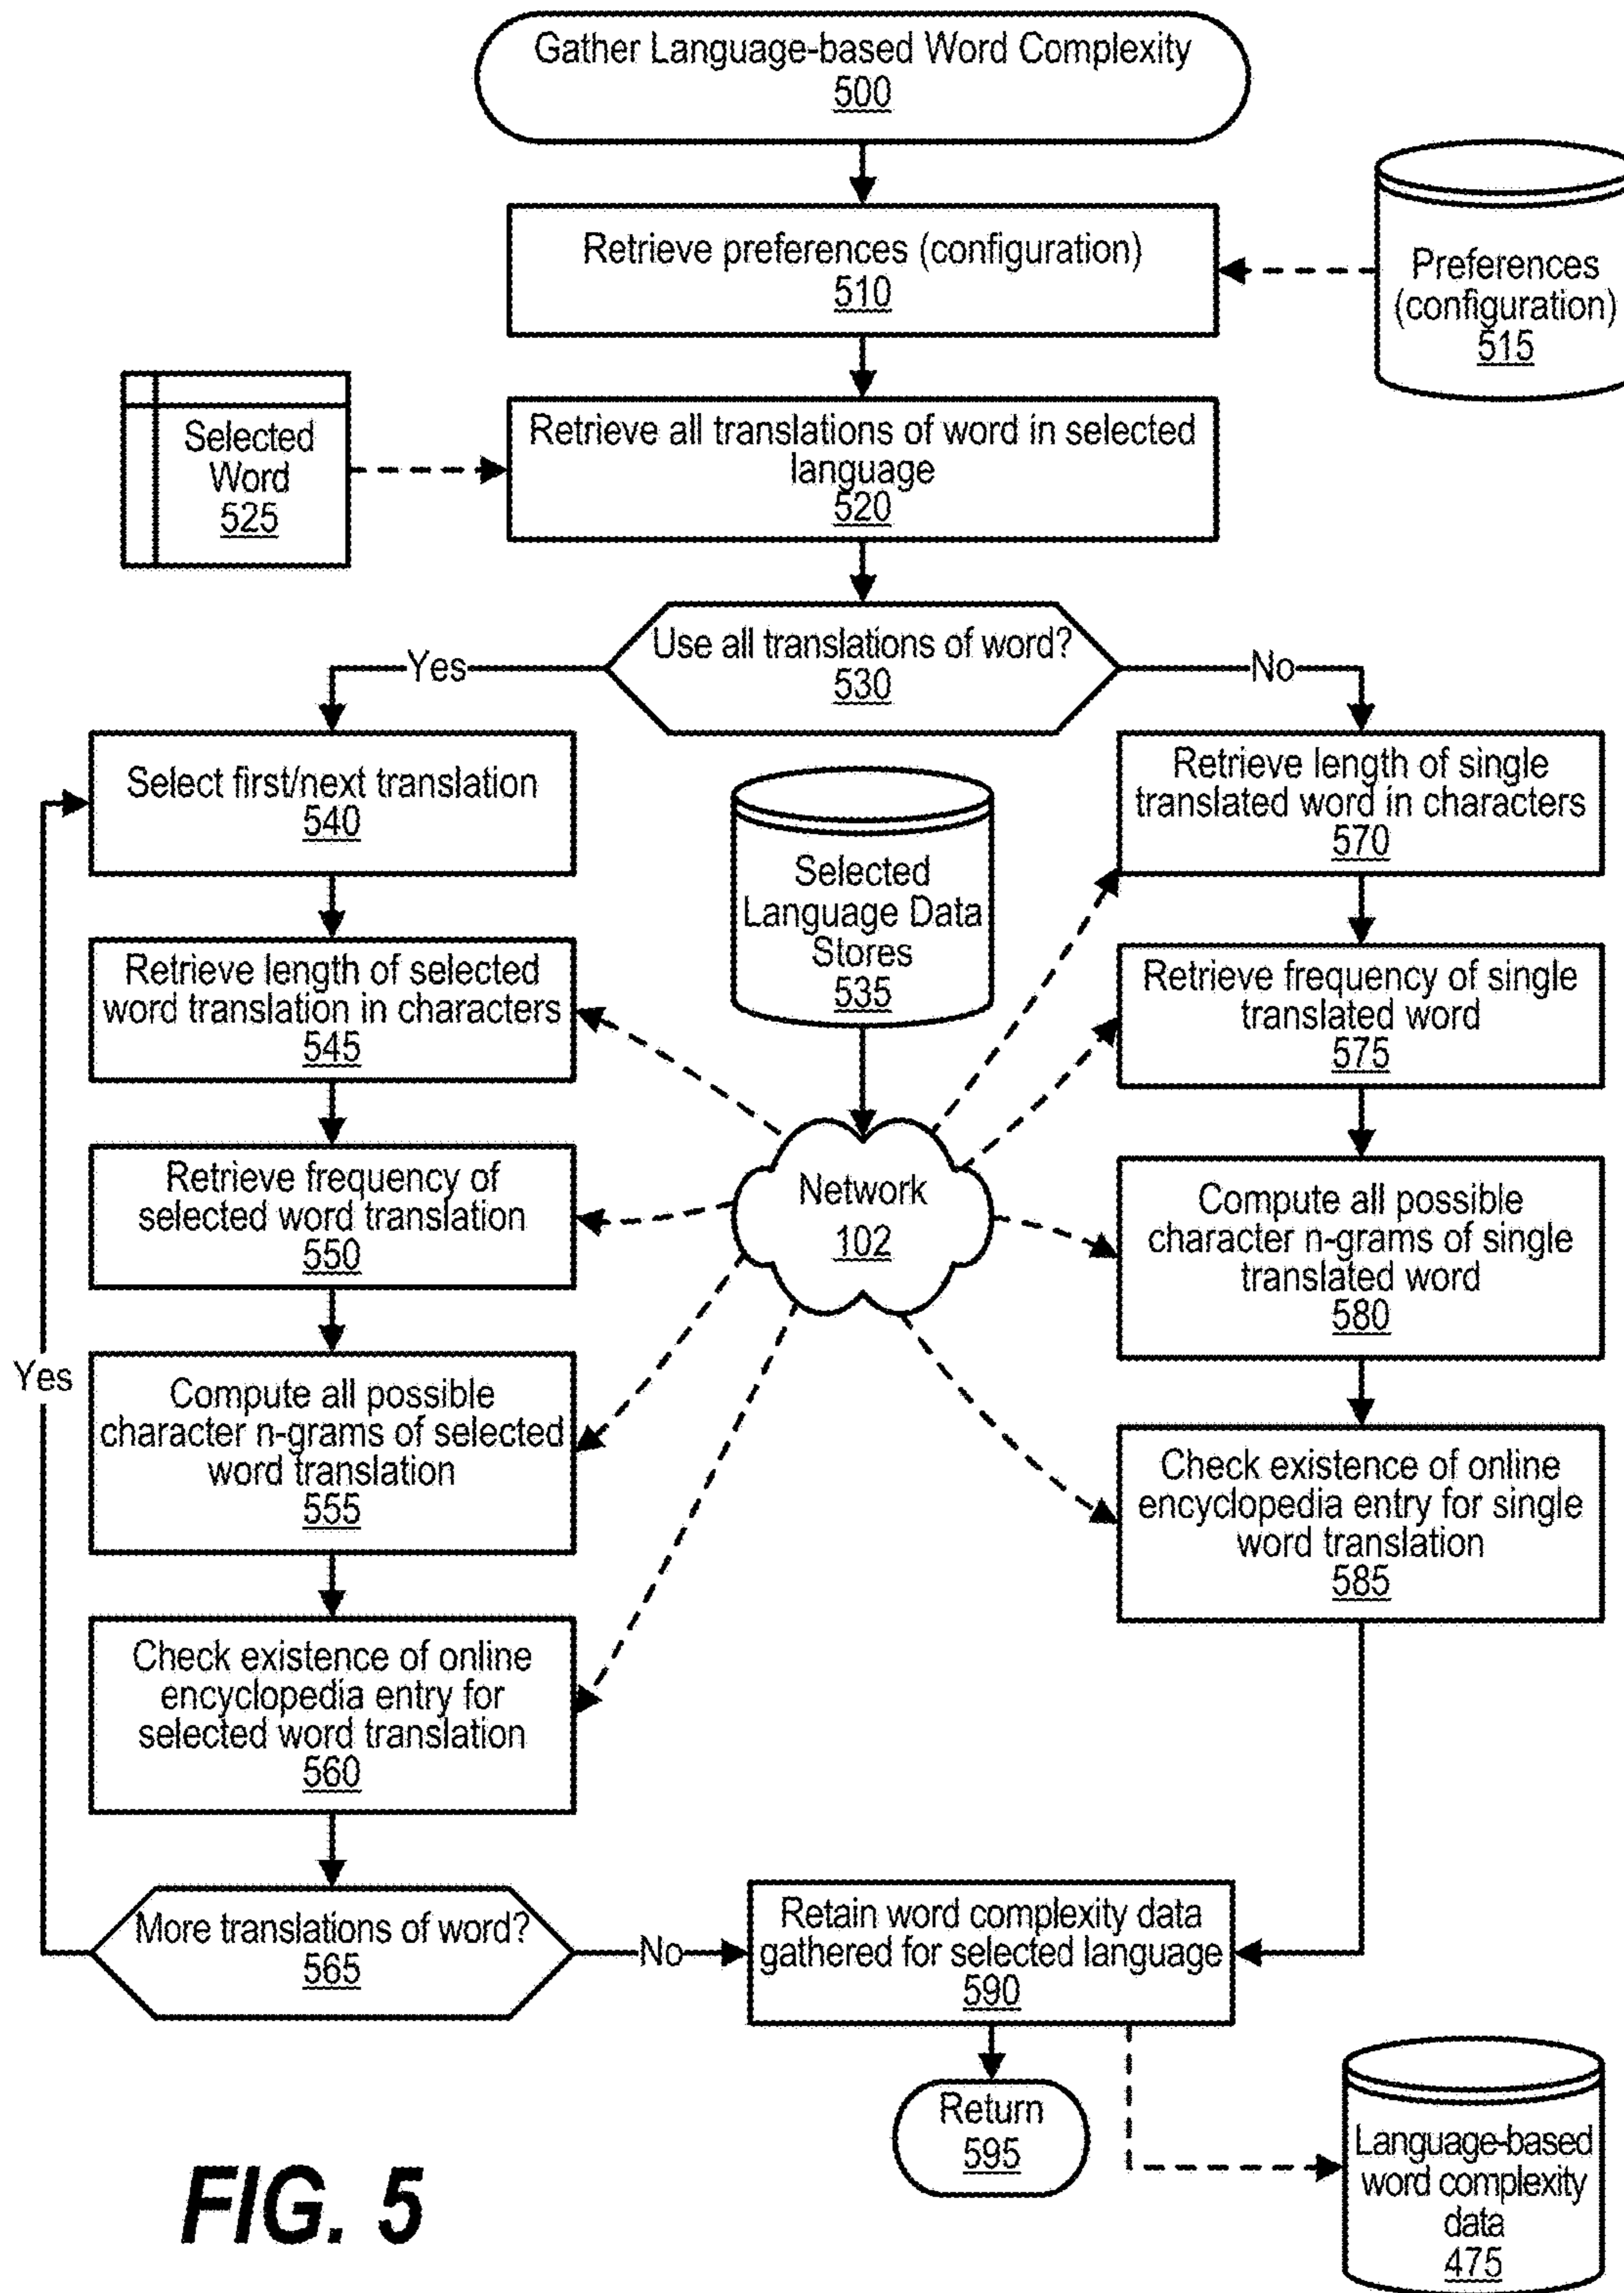 Gather Language-based Word Complexity
500
Retrieve preferences (configuration)
510
Preferences
(configuration)
515
Selected
Word
525
Retrieve all translations of word in selected
language
520
Use all translations of word?
530
Yes
No
Select first/next translation
540
Selected
Language Data
Stores
535
Retrieve length of single
translated word in characters
570
Retrieve length of selected
word translation in characters
545
Retrieve frequency of single
translated word
575
Retrieve frequency of
selected word translation
550
Network
102
Compute all possible
character n-grams of single
translated word
580
Yes
Compute all possible
character n-grams of selected
word translation
555
Check existence of online
encyclopedia entry for single
word translation
585
Check existence of online
encyclopedia entry for
selected word translation
560
More translations of word?
565
No
Retain word complexity data
gathered for selected language
590
Return
595
Language-based
word complexity
data
475
FIG. 5